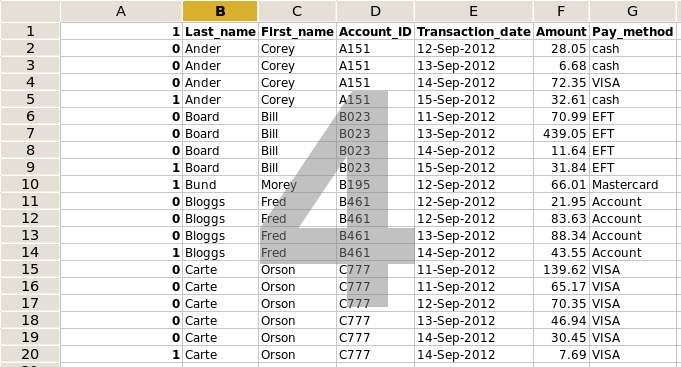 A B C D E F G
1 1 Last_name FIrst_name Account_ID Transaction_date Amount Pay_method
2 0 Ander Corey A151 12-Sep-2012 28.05 cash
3 0 Ander Corey A151 13-Sep-2012 6.68 cash
4 0 Ander Corey A151 14-Sep-2012 72.35 VISA
5 1 Ander Corey A151 15-Sep-2012 32.61 cash
6 0 Board Bill B023 11-Sep-2012 70.99 EFT
7 0 Board Bill B023 13-Sep-2012 439.05 EFT
8 0 Board Bill B023 14-Sep-2012 11.64 EFT
9 1 Board Bill B023 15-Sep-2012 31.84 EFT
10 1 Bund Morey B195 12-Sep-2012 66.01 Mastercard
11 0 Bloggs Fred B461 12-Sep-2012 21.95 Account
12 0 Bloggs Fred B461 12-Sep-2012 83.63 Account
13 0 Bloggs Fred B461 13-Sep-2012 88.34 Account
14 1 Bloggs Fred B461 14-Sep-2012 43.55 Account
15 0 Carte Orson C777 11-Sep-2012 139.62 VISA
16 0 Carte Orson C777 11-Sep-2012 65.17 VISA
17 0 Carte Orson C777 12-Sep-2012 70.35 VISA
18 0 Carte Orson C777 13-Sep-2012 46.94 VISA
19 0 Carte Orson C777 14-Sep-2012 30.45 VISA
20 1 Carte Orson C777 14-Sep-2012 7.69 VISA
4